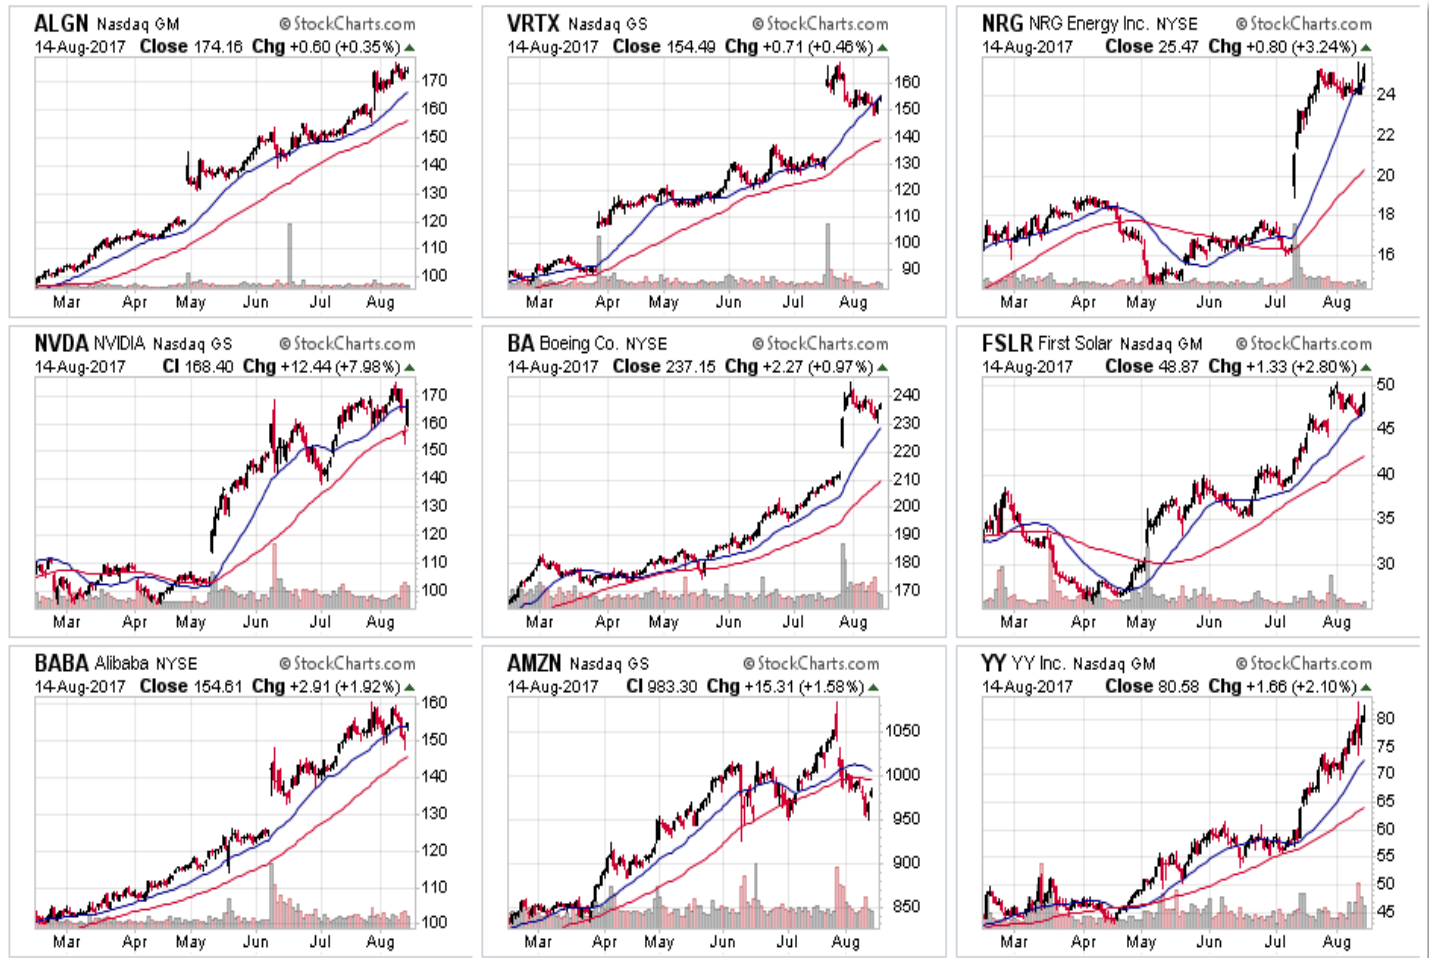 ALGN Nasdaq GM © StockCharts.com
14-Aug-2017 Close 174.16 Chg +0.60 (+0.35%)
170
160
150
140
130
120
110
100
Mar Apr May Jun Jul Aug
VRTX Nasdaq GS © StockCharts.com
14-Aug-2017 Close 154.49 Chg +0.71 (+0.46%)
160
150
140
130
120
110
100
90
Mar Apr May Jun Jul Aug
NRG NRG Energy Inc. NYSE © StockCharts.com
14-Aug-2017 Close 25.47 Chg +0.80 (+3.24%)
24
22
20
18
16
Mar Apr May Jun Jul Aug
NVDA NVIDIA Nasdaq GS © StockCharts.com
14-Aug-2017 Cl 168.40 Chg +12.44 (+7.98%)
170
160
150
140
130
120
110
100
Mar Apr May Jun Jul Aug
BA Boeing Co. NYSE © StockCharts.com
14-Aug-2017 Close 237.15 Chg +2.27 (+0.97%)
240
230
220
210
200
190
180
170
Mar Apr May Jun Jul Aug
FSLR First Solar Nasdaq GM © StockCharts.com
14-Aug-2017 Close 48.87 Chg +1.33 (+2.80%)
50
45
40
35
30
Mar Apr May Jun Jul Aug
BABA Alibaba NYSE © StockCharts.com
14-Aug-2017 Close 154.61 Chg +2.91 (+1.92%)
160
150
140
130
120
110
100
Mar Apr May Jun Jul Aug
AMZN Nasdaq GS © StockCharts.com
14-Aug-2017 Cl 983.30 Chg +15.31 (+1.58%)
1050
1000
950
900
850
Mar Apr May Jun Jul Aug
YY YY Inc. Nasdaq GM © StockCharts.com
14-Aug-2017 Close 80.58 Chg +1.66 (+2.10%)
80
75
70
65
60
55
50
45
Mar Apr May Jun Jul Aug